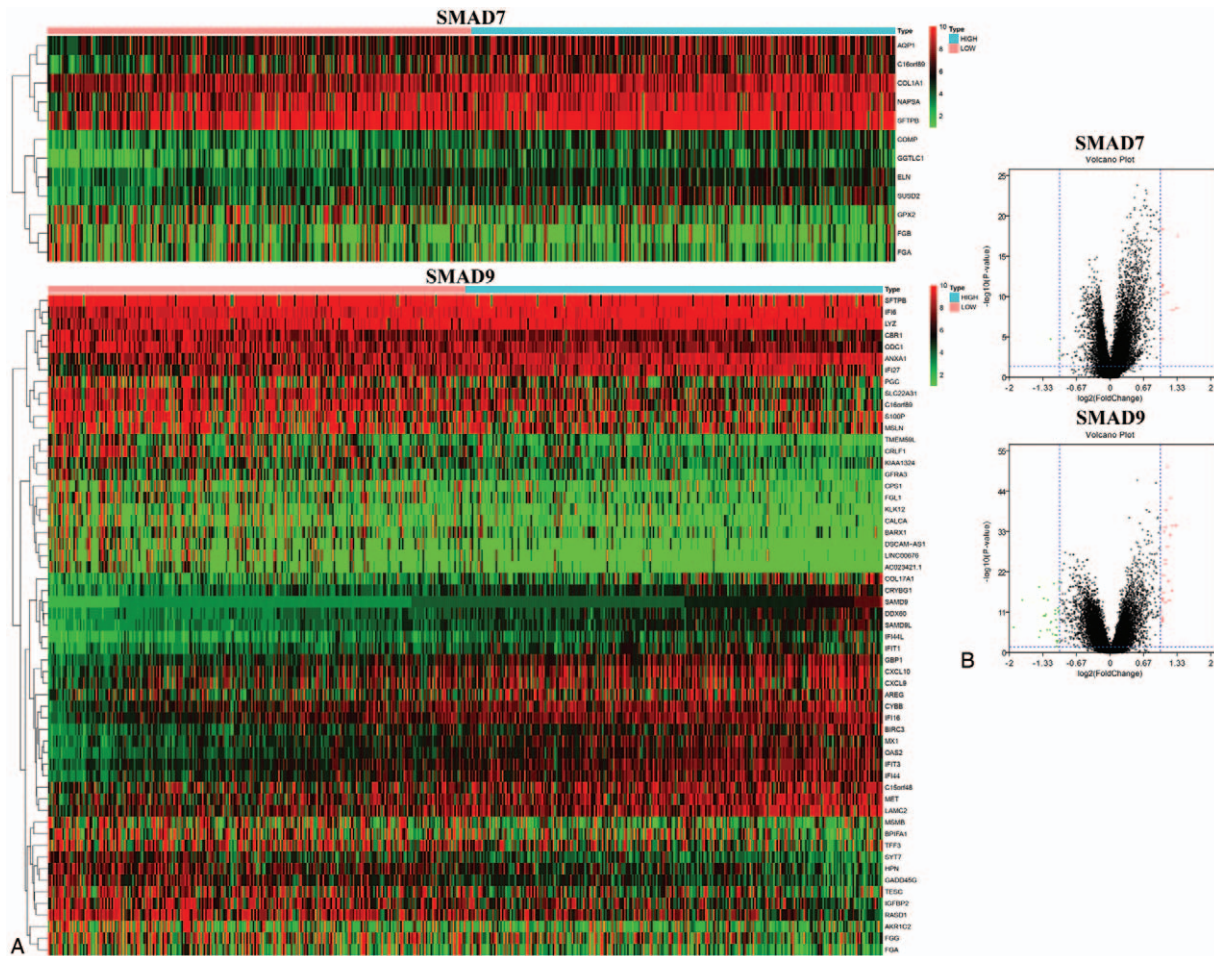 SMAD7
Type
AQP1
C16orf89
COL1A1
NAPSA
SFTPB
COMP
GGTLC1
ELN
SUSD2
GPX2
FGB
FGA
10
8
6
4
2
Type
HIGH
LOW
SMAD9
Type
SFTPB
IFI6
LYZ
CBR1
ODC1
ANXA1
IFI27
PGC
SLC22A31
C16orf89
S100P
MSLN
TMEM59L
CRLF1
KIAA1324
GFRA3
CPS1
FGL1
KLK12
CALCA
BARX1
DSCAM-AS1
LINC00676
AC023421.1
COL17A1
CRYBG1
SAMD9
DDX60
SAMD9L
IFI44L
IFIT1
GBP1
CXCL10
CXCL9
AREG
CYBB
IFI16
BIRC3
MX1
OAS2
IFIT3
IFI44
C15orf48
MET
LAMC2
MSMB
BPIFA1
TFF3
SYT7
HPN
GADD45G
TESC
IGFBP2
RASD1
AKR1C2
FGG
FGA
10
8
6
4
2
Type
HIGH
LOW
A
SMAD7
Volcano Plot
-log10(P-value)
25
20
15
10
5
0
-2 -1.33 -0.67 0 0.67 1.33 2
log2(FoldChange)
SMAD9
Volcano Plot
-log10(P-value)
55
44
33
22
11
0
-2 -1.33 -0.67 0 0.67 1.33 2
log2(FoldChange)
B